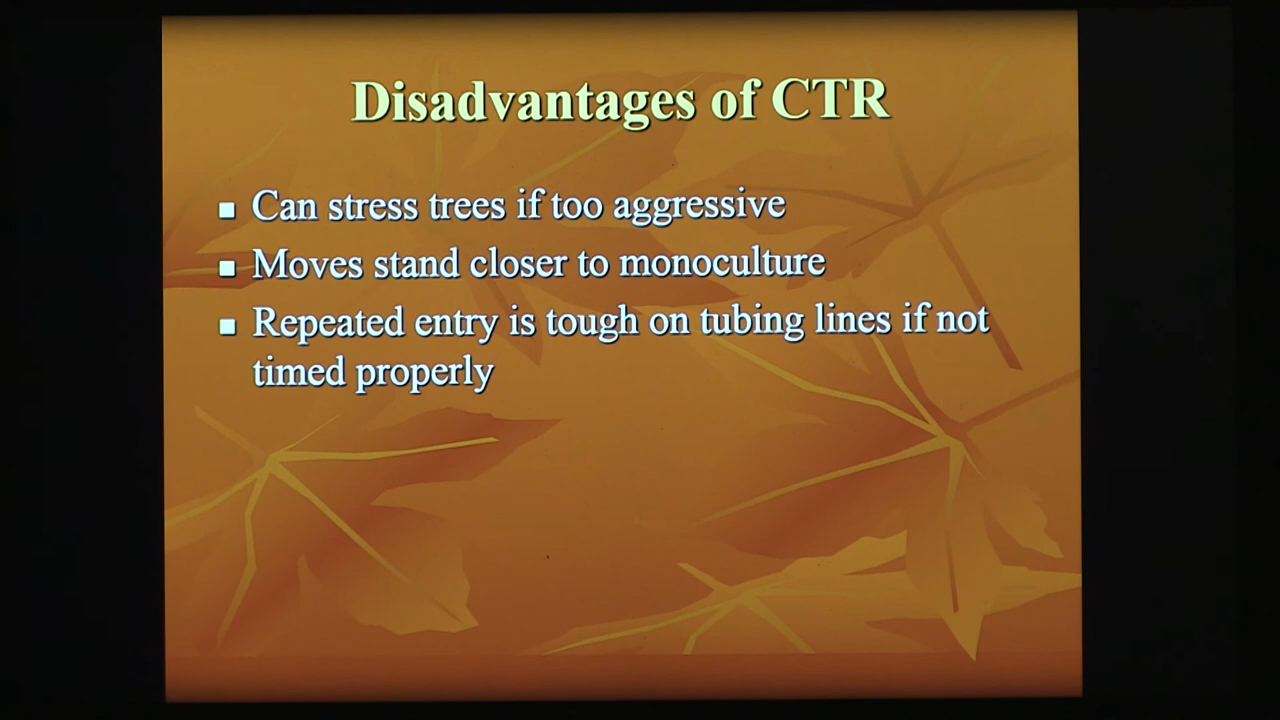 Disadvantages of CTR
▪ Can stress trees if too aggressive
▪ Moves stand closer to monoculture
▪ Repeated entry is tough on tubing lines if not
timed properly